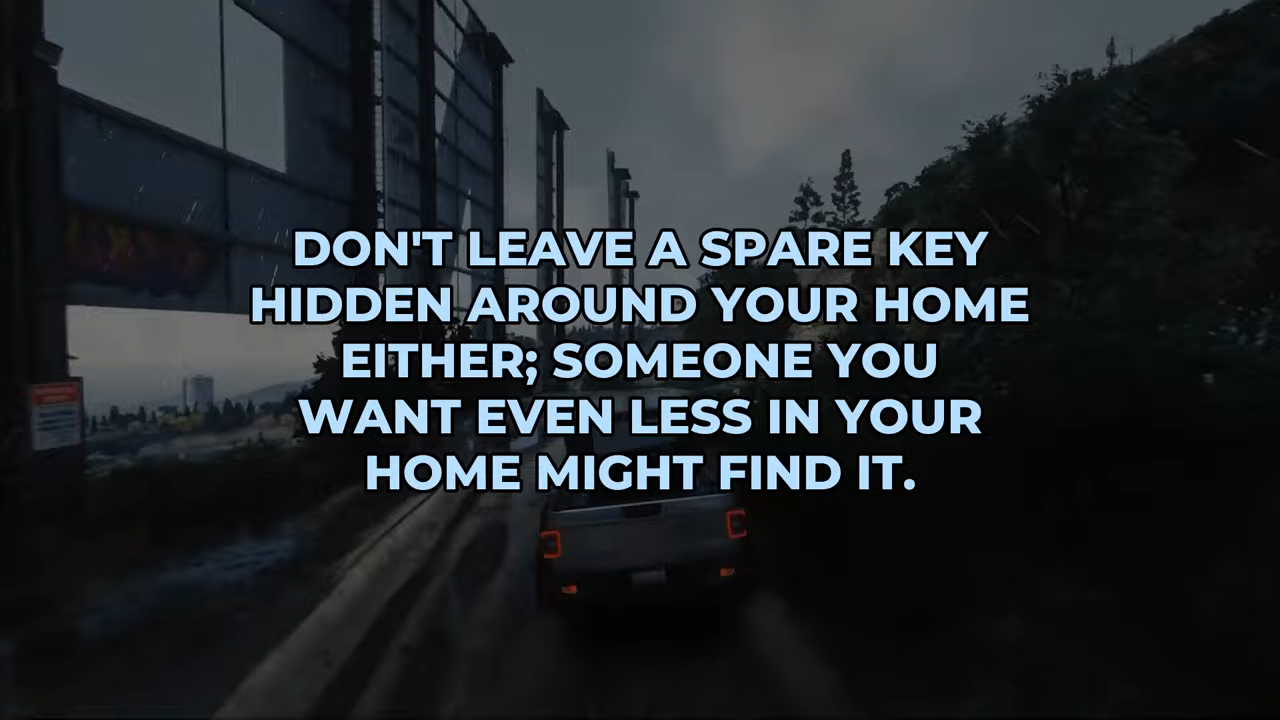 DON'T LEAVE A SPARE KEY
HIDDEN AROUND YOUR HOME
EITHER; SOMEONE YOU
WANT EVEN LESS IN YOUR
HOME MIGHT FIND IT.